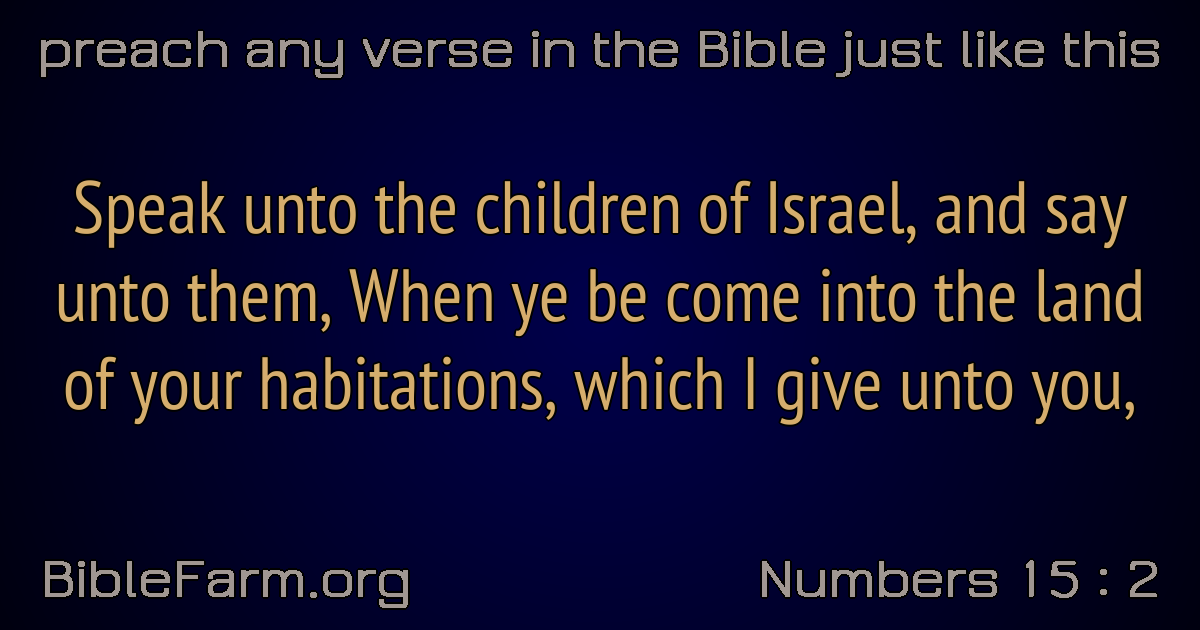 preach any verse in the Bible just like this
Speak unto the children of Israel, and say
unto them, When ye be come into the land
of your habitations, which I give unto you,
BibleFarm.org
Numbers 15 : 2